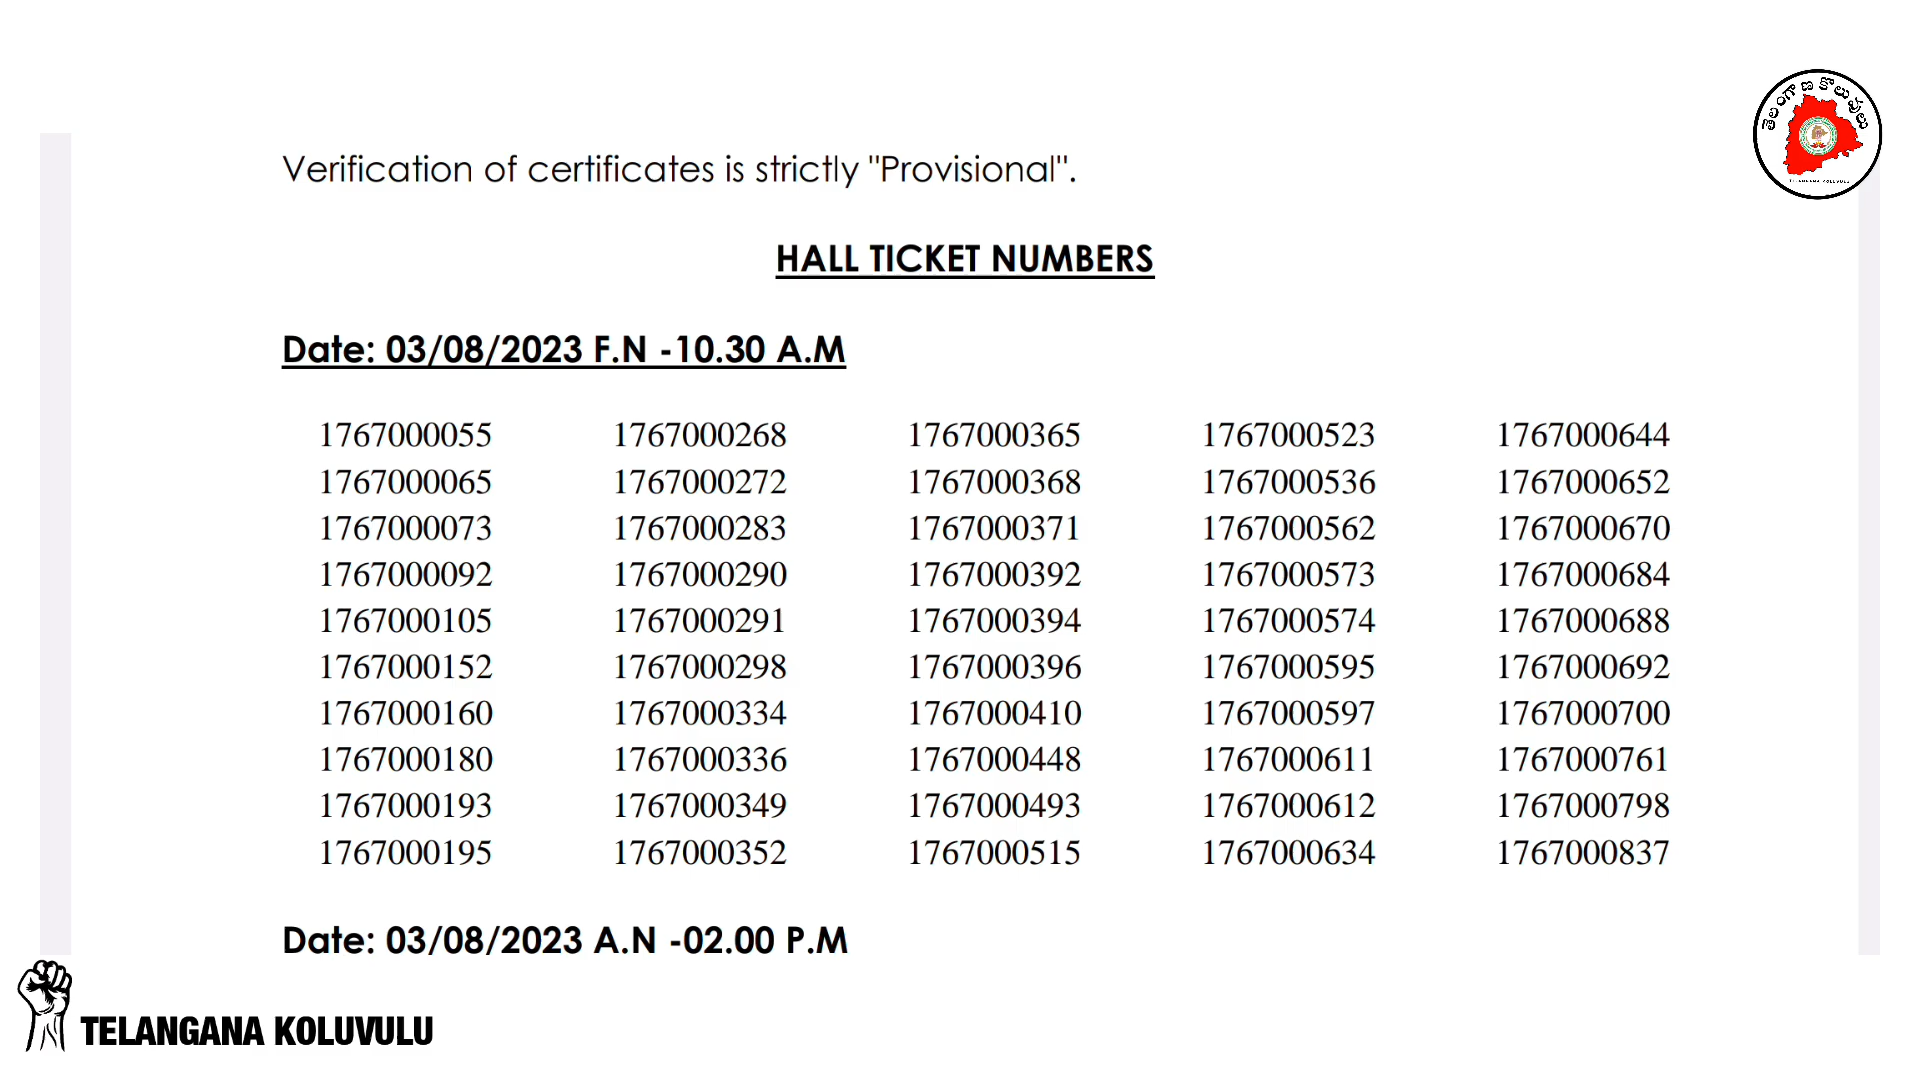 తెలంగాణ కొలువులు
TELANGANA KOLUVULU
Verification of certificates is strictly "Provisional".
HALL TICKET NUMBERS
Date: 03/08/2023 F.N -10.30 A.M
1767000055 1767000268 1767000365 1767000523 1767000644
1767000065 1767000272 1767000368 1767000536 1767000652
1767000073 1767000283 1767000371 1767000562 1767000670
1767000092 1767000290 1767000392 1767000573 1767000684
1767000105 1767000291 1767000394 1767000574 1767000688
1767000152 1767000298 1767000396 1767000595 1767000692
1767000160 1767000334 1767000410 1767000597 1767000700
1767000180 1767000336 1767000448 1767000611 1767000761
1767000193 1767000349 1767000493 1767000612 1767000798
1767000195 1767000352 1767000515 1767000634 1767000837
Date: 03/08/2023 A.N -02.00 P.M
TELANGANA KOLUVULU